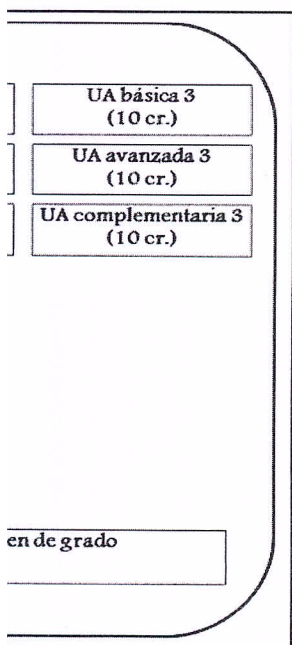 UA básica 3
(10 cr.)
UA avanzada 3
(10 cr.)
UA complementaria 3
(10 cr.)
en de grado